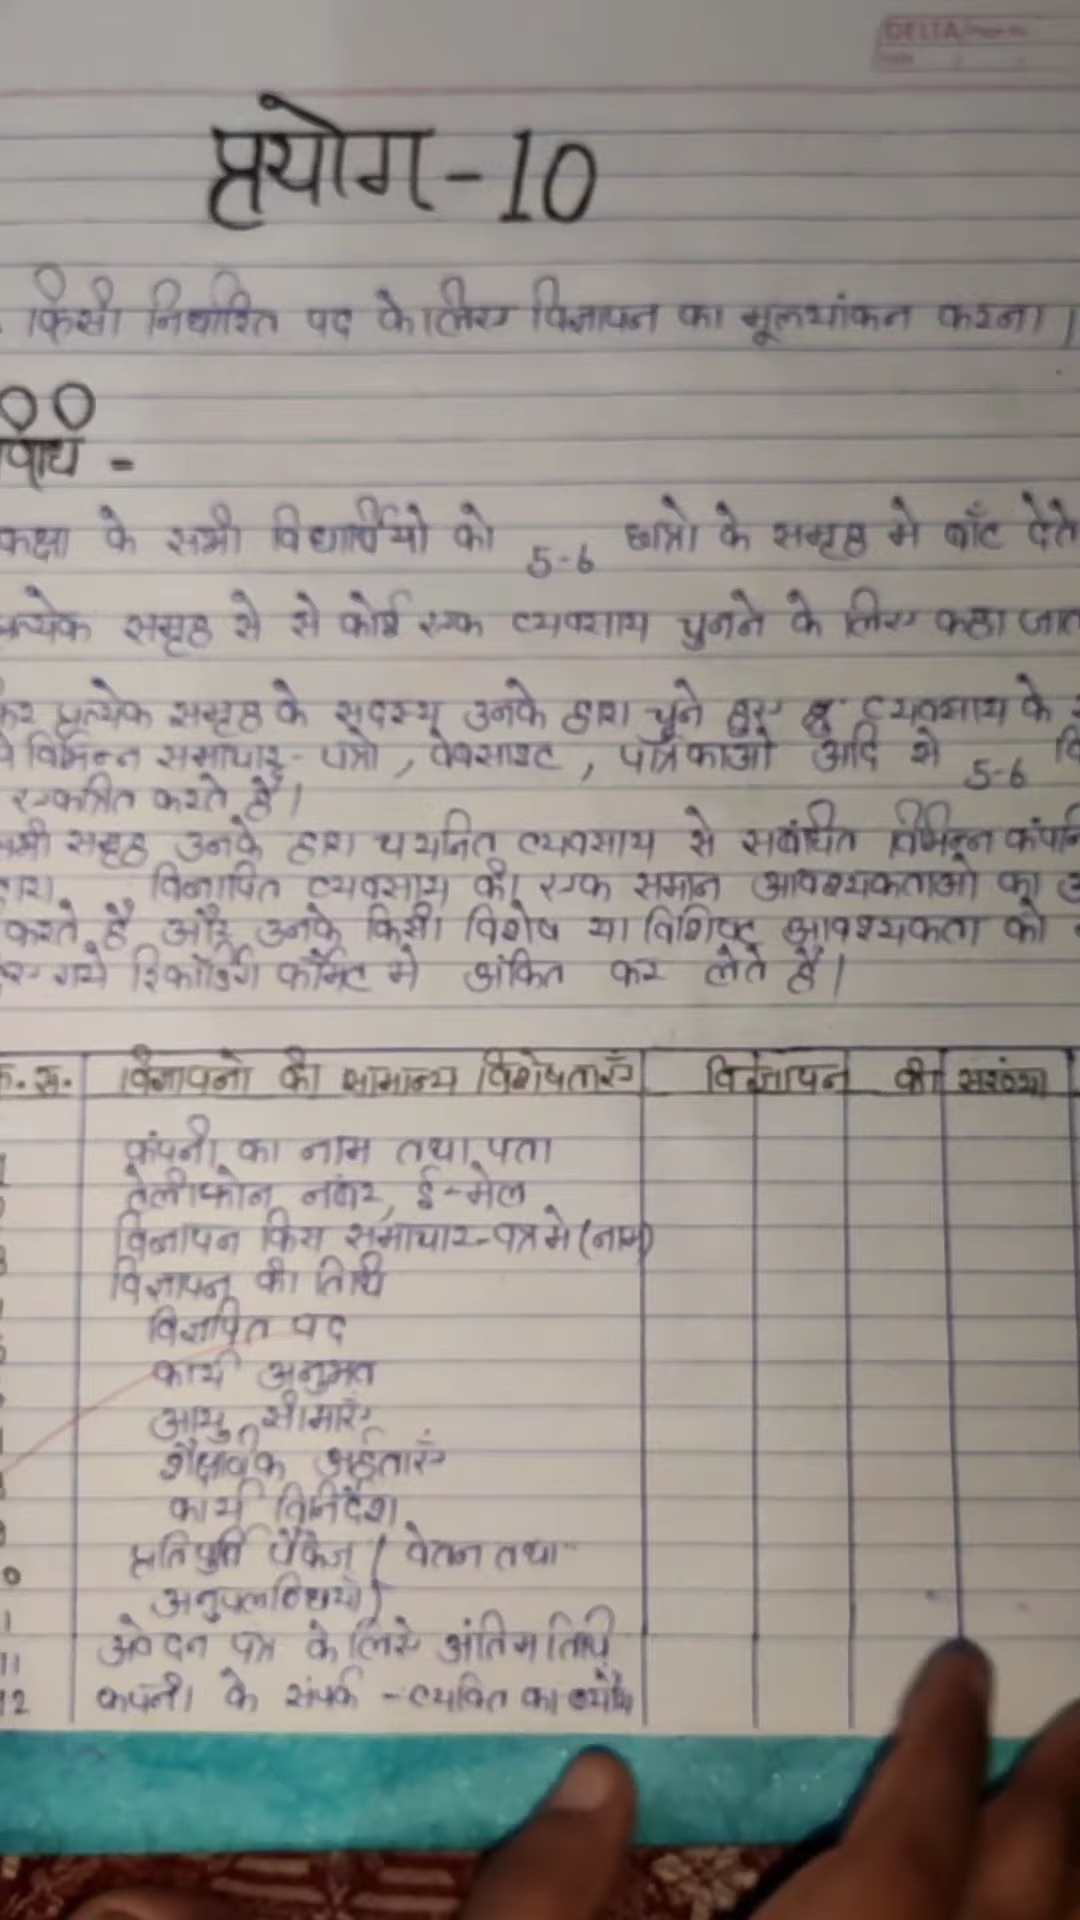 DELTA
प्रयोग-10
किसी निर्धारित पद के लिए विज्ञापन का मूल्यांकन करना।
विधि -
कक्षा के सभी विद्यार्थियो को 5-6 छात्रो के समूह मे बाँट देते
प्रत्येक समूह से से कोई एक व्यवसाय चुनने के लिए कहा जात
प्रत्येक समूह के सदस्य उनके द्वारा चुने हुए व्यवसाय के
विभिन्न समाचार-पत्रो, वेबसाइट, पत्रिकाओ आदि से 5-6
एकत्रित करते है।
समूह उनके द्वारा चयनित व्यवसाय से सबंधित विभिन्न कंपनि
विज्ञापित व्यवसाय की एक समान आवश्यकताओ का
करते है और उनके किसी विशेष या विशिष्ट आवश्यकता को
गये रिकॉर्डिंग फॉर्मेट मे अंकित कर लेते है।
क्र.स. विज्ञापनो की सामान्य विशेषताएँ विज्ञापन की संख्या
कंपनी का नाम तथा पता
टेलीफोन नंबर, ई-मेल
विज्ञापन किस समाचार-पत्र मे (नाम)
विज्ञापन की तिथि
विज्ञापित पद
कार्य अनुभव
आयु सीमाएँ
शैक्षणिक अर्हताएँ
कार्य विनिर्देश
प्रतिपुर्ति पैकेज (वेतन तथा
अनुपलब्धियाँ)
11 आवेदन पत्र के लिए अंतिम तिथि
12 कंपनी के संपर्क-व्यक्ति का ब्यौरा